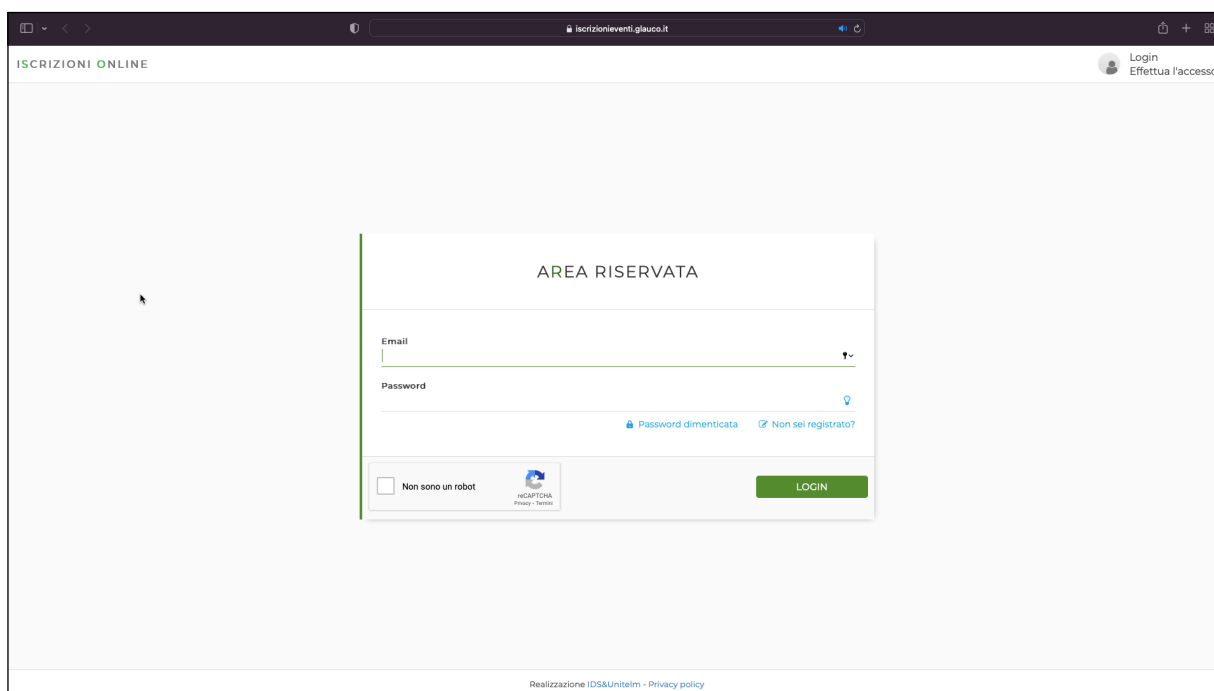 iscrizionieventi.glauco.it
ISCRIZIONI ONLINE
Login
Effettua l'accesso
AREA RISERVATA
Email
Password
Password dimenticata
Non sei registrato?
Non sono un robot
reCAPTCHA
Privacy - Termini
LOGIN
Realizzazione IDS&Unitelm - Privacy policy